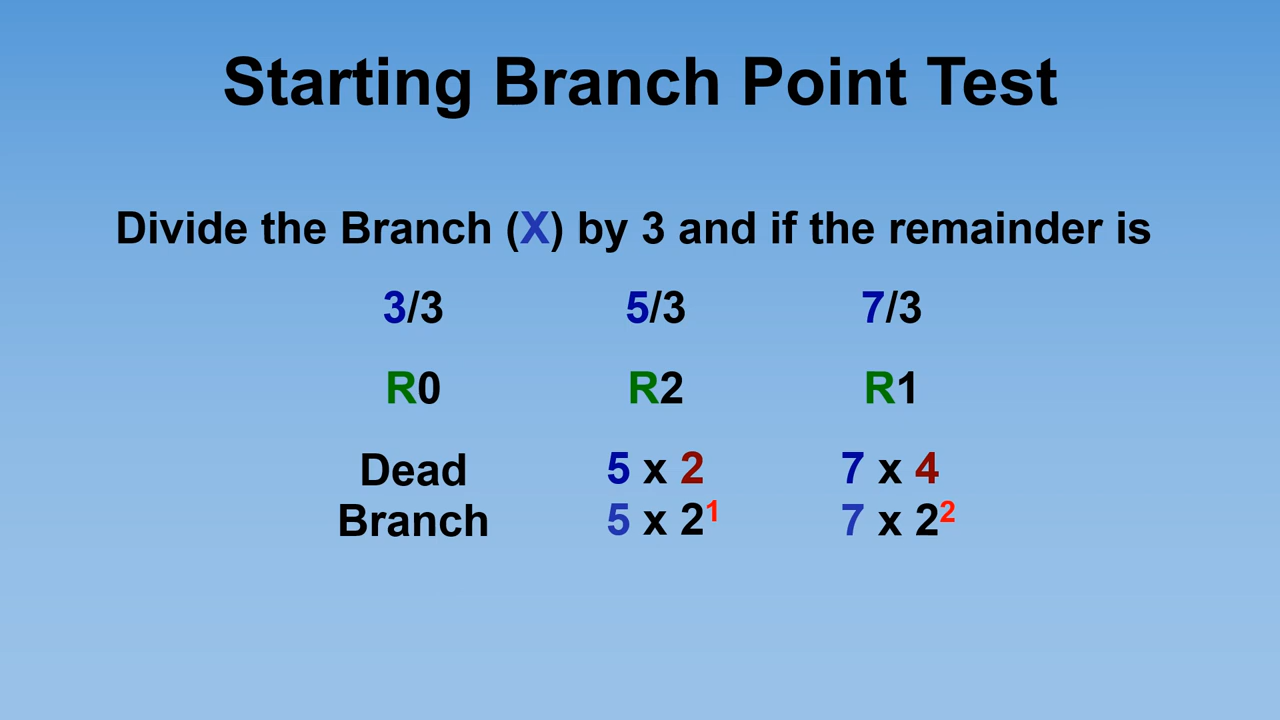 Starting Branch Point Test
Divide the Branch (X) by 3 and if the remainder is
3/3 5/3 7/3
R0 R2 R1
Dead 5 x 2 7 x 4
Branch 5 x 2¹ 7 x 2²